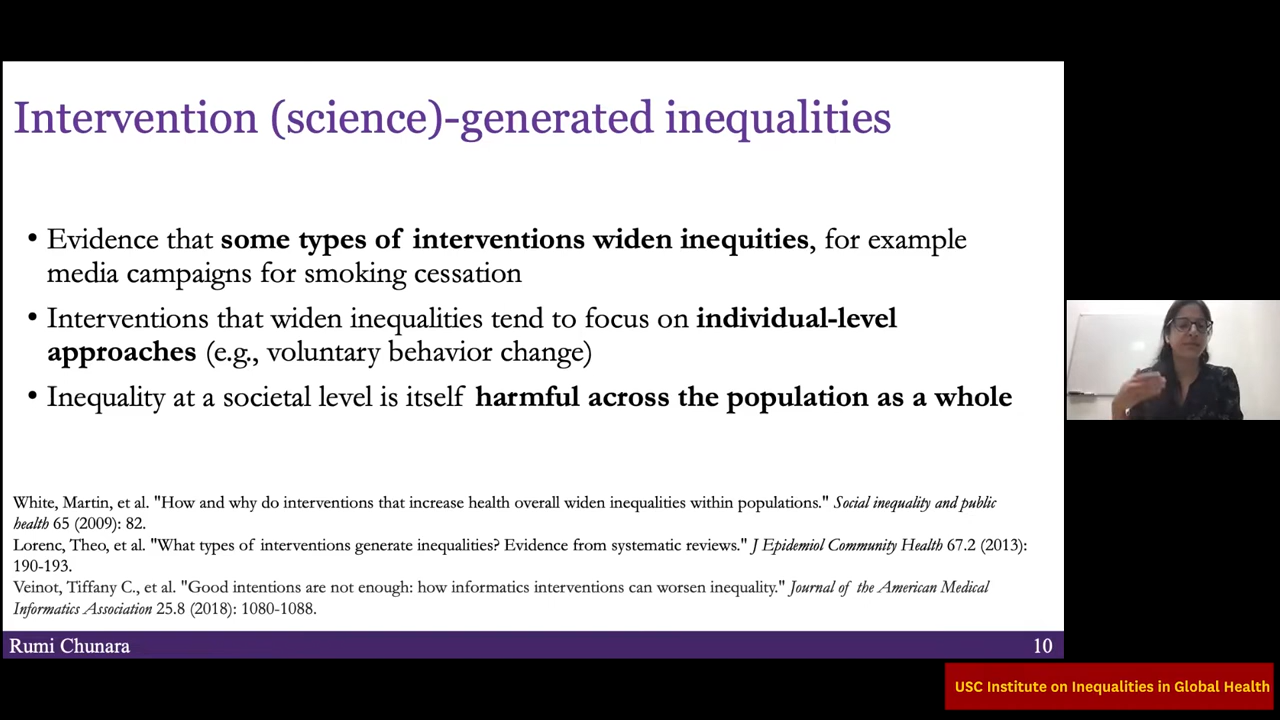 Intervention (science)-generated inequalities
• Evidence that some types of interventions widen inequities, for example
media campaigns for smoking cessation
• Interventions that widen inequalities tend to focus on individual-level
approaches (e.g., voluntary behavior change)
• Inequality at a societal level is itself harmful across the population as a whole
White, Martin, et al. "How and why do interventions that increase health overall widen inequalities within populations." Social inequality and public
health 65 (2009): 82.
Lorenc, Theo, et al. "What types of interventions generate inequalities? Evidence from systematic reviews." J Epidemiol Community Health 67.2 (2013):
190-193.
Veinot, Tiffany C., et al. "Good intentions are not enough: how informatics interventions can worsen inequality." Journal of the American Medical
Informatics Association 25.8 (2018): 1080-1088.
Rumi Chunara 10
USC Institute on Inequalities in Global Health